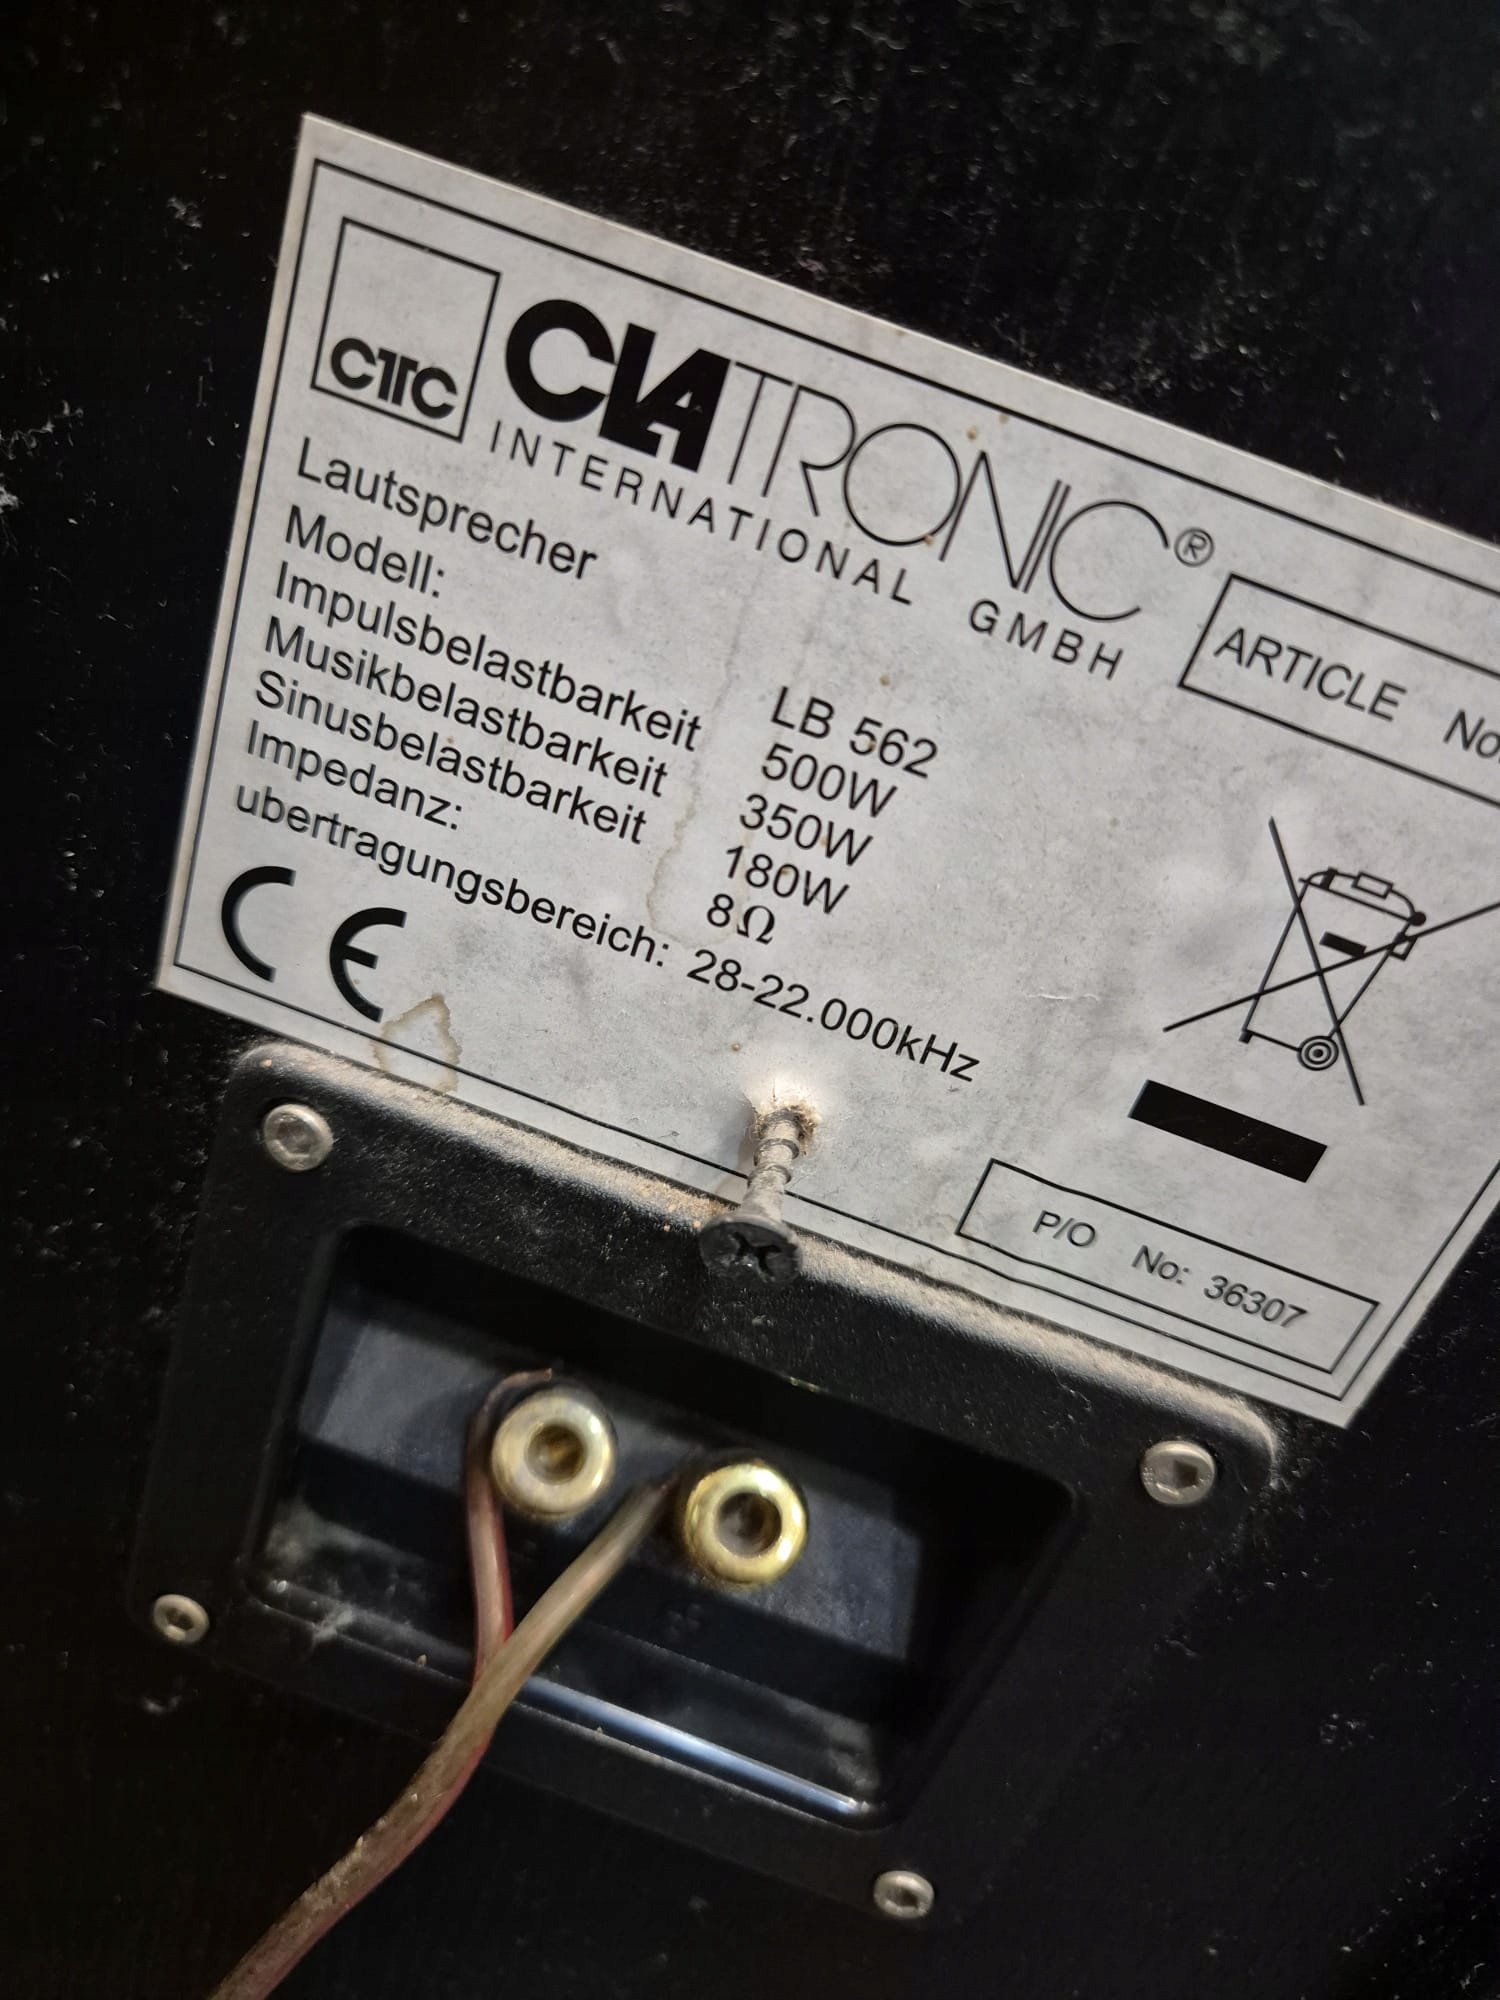 CTC
CLATRONIC®
INTERNATIONAL GMBH
ARTICLE No
Lautsprecher
Modell: LB 562
Impulsbelastbarkeit 500W
Musikbelastbarkeit 350W
Sinusbelastbarkeit 180W
Impedanz: 8Ω
ubertragungsbereich: 28-22.000kHz
CE
P/O No: 36307